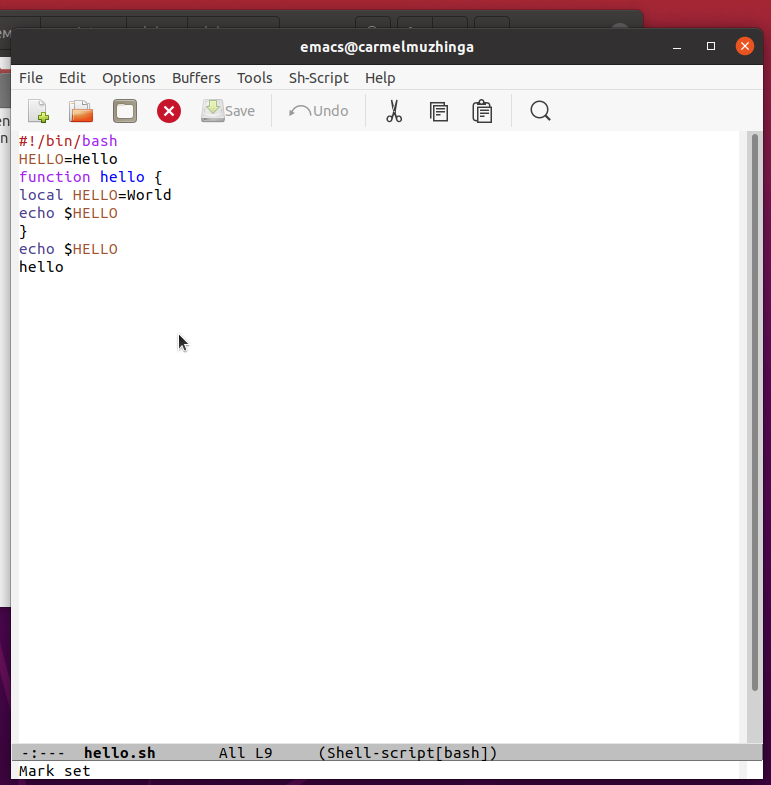 emacs@carmelmuzhinga
File Edit Options Buffers Tools Sh-Script Help
Save Undo
#!/bin/bash
HELLO=Hello
function hello {
local HELLO=World
echo $HELLO
}
echo $HELLO
hello
-:--- hello.sh All L9 (Shell-script[bash])
Mark set